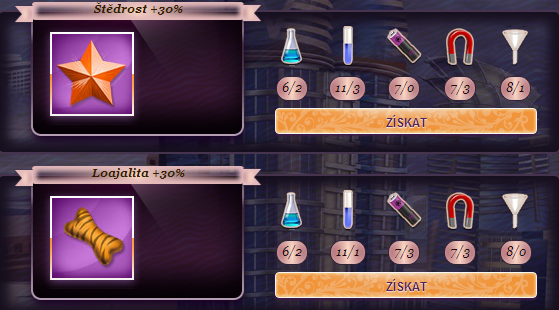 Štědrost +30%
6/2 11/3 7/0 7/3 8/1
ZÍSKAT
Loajalita +30%
6/2 11/1 7/3 7/3 8/0
ZÍSKAT